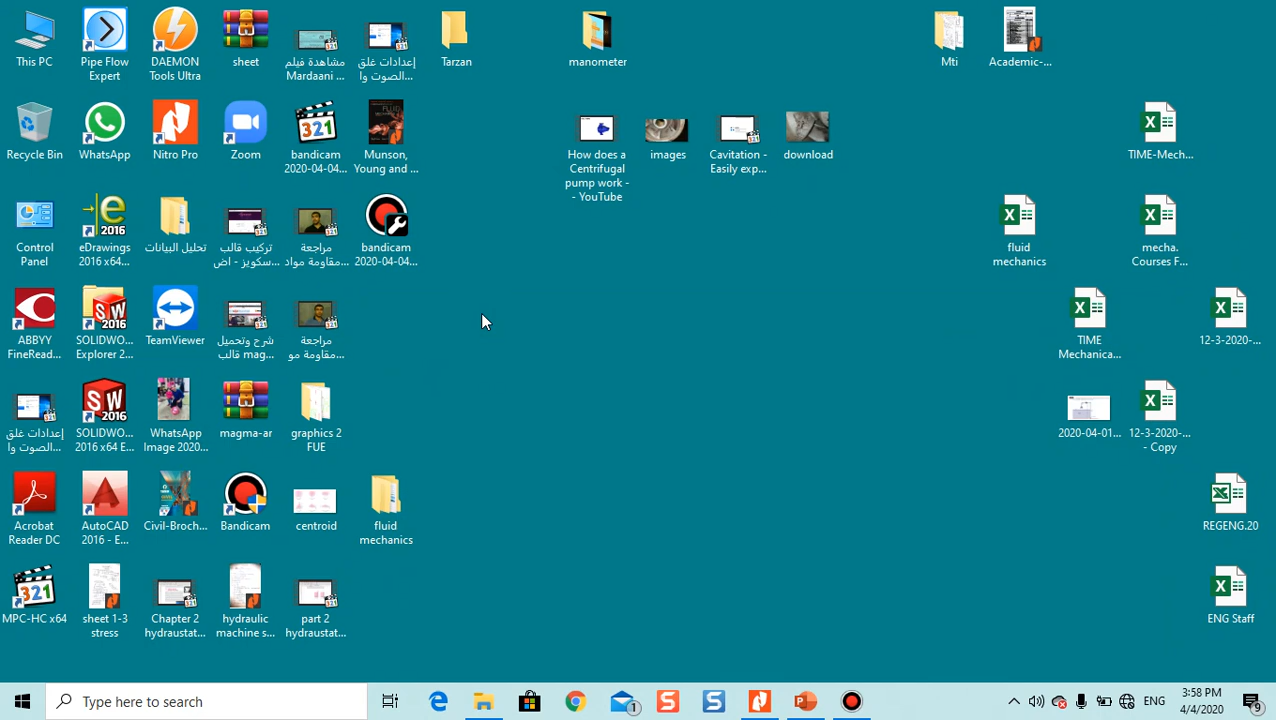 This PC
Pipe Flow
Expert
DAEMON
Tools Ultra
sheet
مشاهدة فيلم
Mardaani ...
إعدادات غلق
الصوت وا...
Tarzan
manometer
Mti
Academic-...
Recycle Bin
WhatsApp
Nitro Pro
Zoom
bandicam
2020-04-04...
Munson,
Young and ...
How does a
Centrifugal
pump work -
- YouTube
images
Cavitation -
Easily exp...
download
TIME-Mech...
Control
Panel
eDrawings
2016 x64...
تحليل البيانات
تركيب قالب
سكويز - اض...
مراجعة
مقاومة مواد...
bandicam
2020-04-04...
fluid
mechanics
mecha.
Courses F...
ABBYY
FineRead...
SOLIDWO...
Explorer 2...
TeamViewer
شرح وتحميل
قالب mag...
مراجعة
مقاومة مو...
TIME
Mechanica...
12-3-2020-...
إعدادات غلق
الصوت وا...
SOLIDWO...
2016 x64 E...
WhatsApp
Image 2020...
magma-ar
graphics 2
FUE
2020-04-01...
12-3-2020-...
- Copy
Acrobat
Reader DC
AutoCAD
2016 - E...
Civil-Broch...
Bandicam
centroid
fluid
mechanics
REGENG.20
MPC-HC x64
sheet 1-3
stress
Chapter 2
hydraustat...
hydraulic
machine s...
part 2
hydraustat...
ENG Staff
Type here to search
1
ENG
3:58 PM
4/4/2020
9